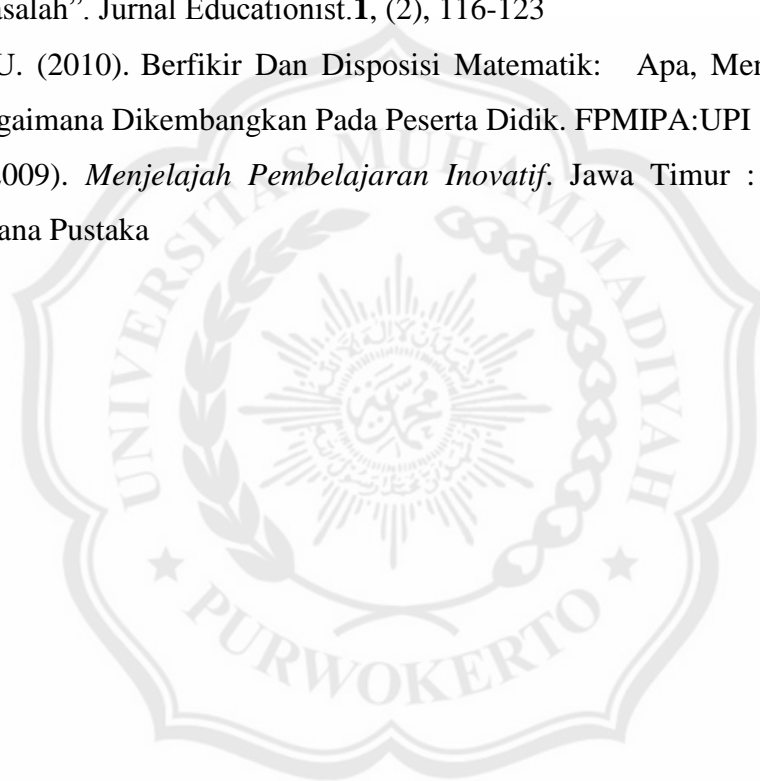 asalah”. Jurnal Educationist.1, (2), 116-123
U. (2010). Berfikir Dan Disposisi Matematik: Apa, Men
gaimana Dikembangkan Pada Peserta Didik. FPMIPA:UPI
2009). Menjelajah Pembelajaran Inovatif. Jawa Timur :
ana Pustaka
UNIVERSITAS MUHAMMADIYAH
PURWOKERTO